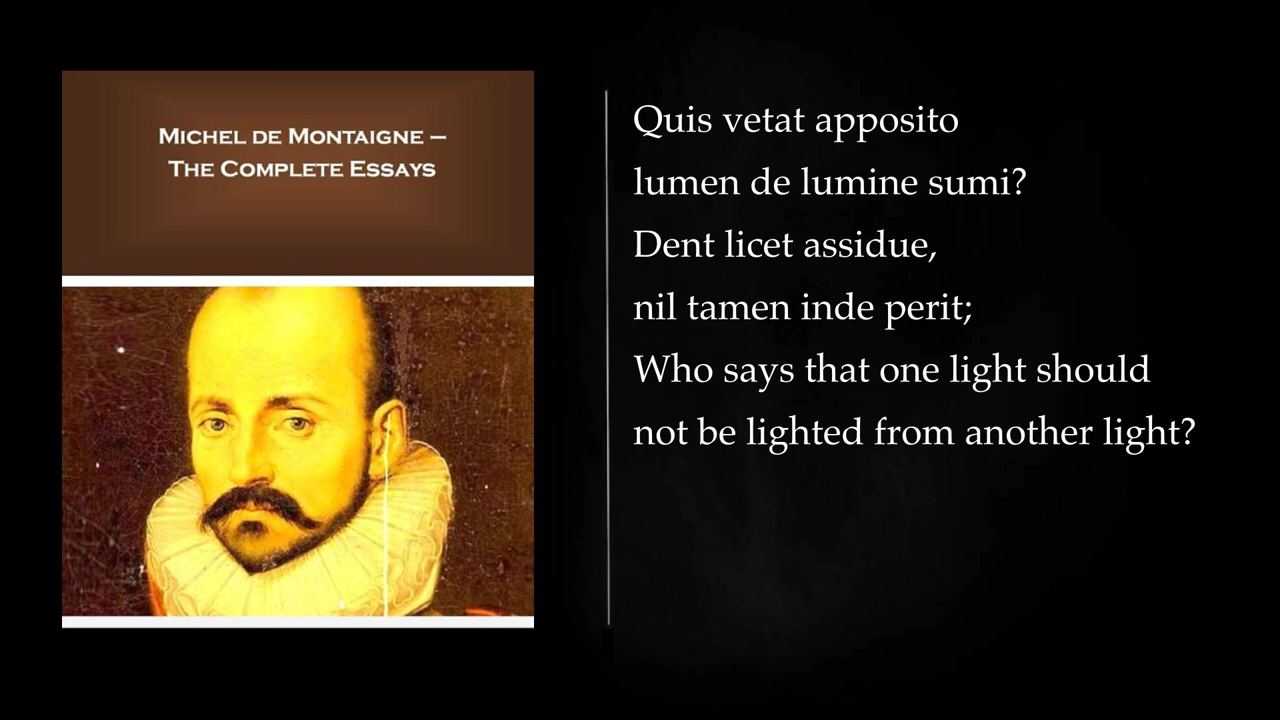 MICHEL DE MONTAIGNE –
THE COMPLETE ESSAYS
Quis vetat apposito
lumen de lumine sumi?
Dent licet assidue,
nil tamen inde perit;
Who says that one light should
not be lighted from another light?